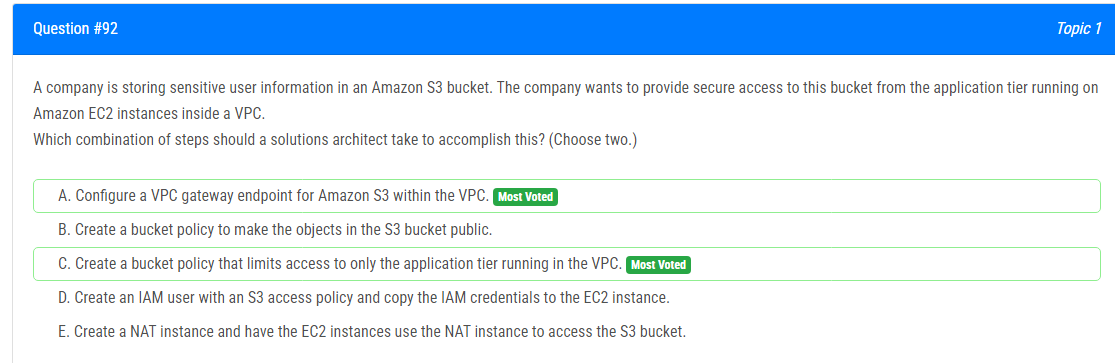 Question #92
Topic 1
A company is storing sensitive user information in an Amazon S3 bucket. The company wants to provide secure access to this bucket from the application tier running on
Amazon EC2 instances inside a VPC.
Which combination of steps should a solutions architect take to accomplish this? (Choose two.)
A. Configure a VPC gateway endpoint for Amazon S3 within the VPC. Most Voted
B. Create a bucket policy to make the objects in the S3 bucket public.
C. Create a bucket policy that limits access to only the application tier running in the VPC. Most Voted
D. Create an IAM user with an S3 access policy and copy the IAM credentials to the EC2 instance.
E. Create a NAT instance and have the EC2 instances use the NAT instance to access the S3 bucket.